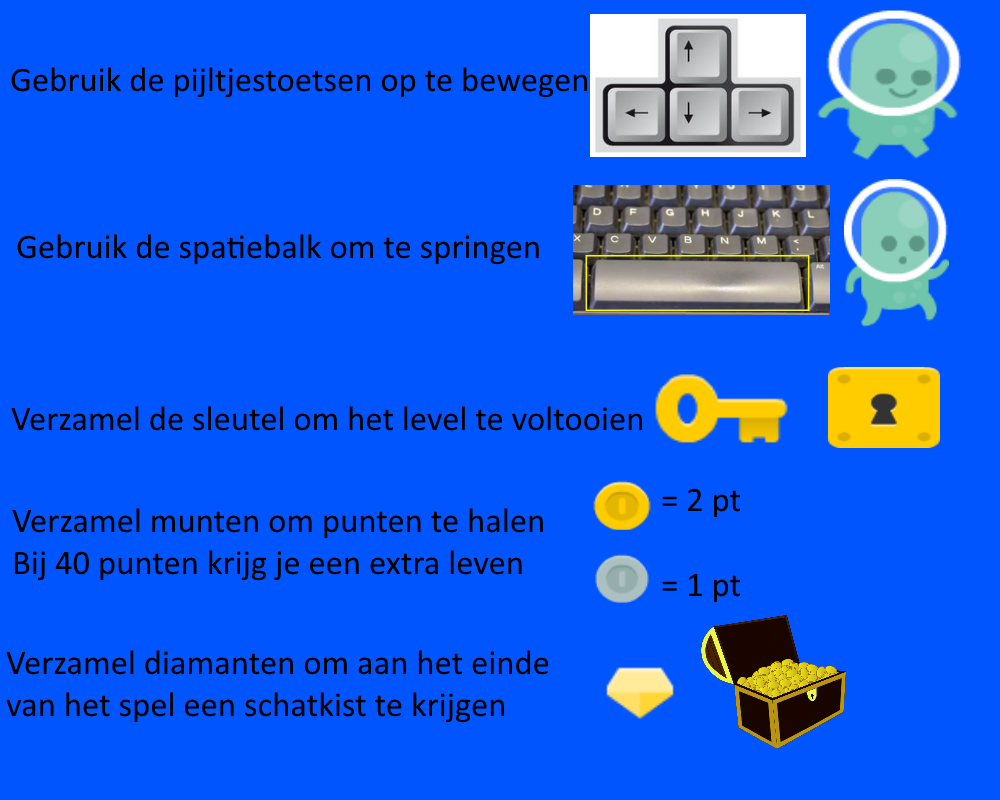 Gebruik de pijltjestoetsen op te bewegen
Gebruik de spatiebalk om te springen
D F G H J K L
X C V B N M <
Alt
Verzamel de sleutel om het level te voltooien
Verzamel munten om punten te halen
Bij 40 punten krijg je een extra leven
= 2 pt
= 1 pt
Verzamel diamanten om aan het einde
van het spel een schatkist te krijgen